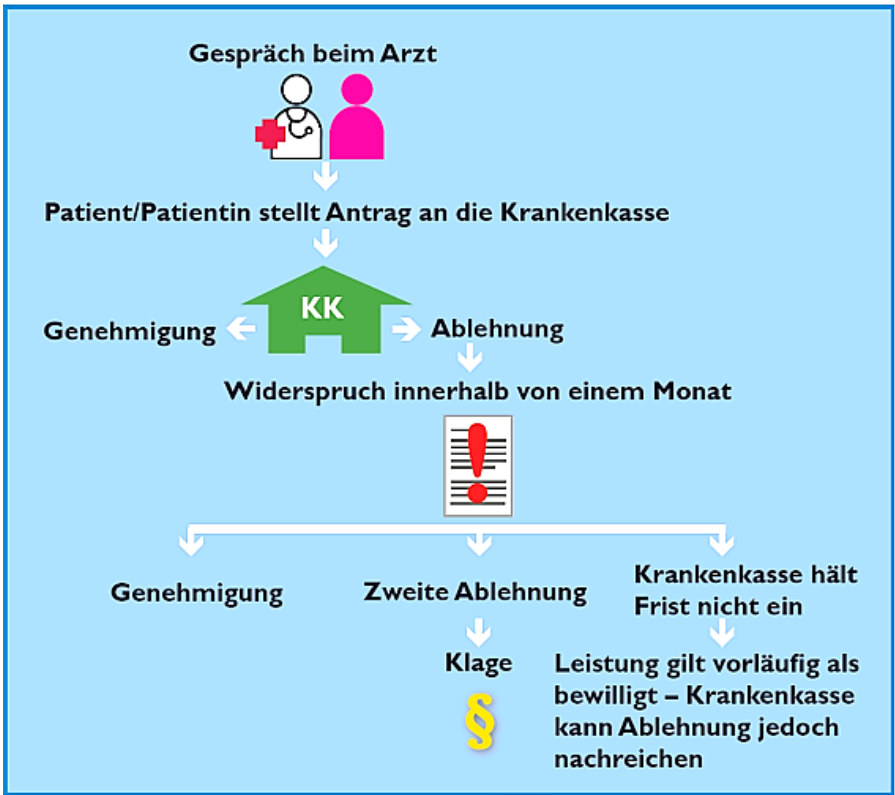 Gespräch beim Arzt
Patient/Patientin stellt Antrag an die Krankenkasse
KK
Genehmigung
Ablehnung
Widerspruch innerhalb von einem Monat
Genehmigung
Zweite Ablehnung
Krankenkasse hält
Frist nicht ein
Klage
§
Leistung gilt vorläufig als
bewilligt – Krankenkasse
kann Ablehnung jedoch
nachreichen